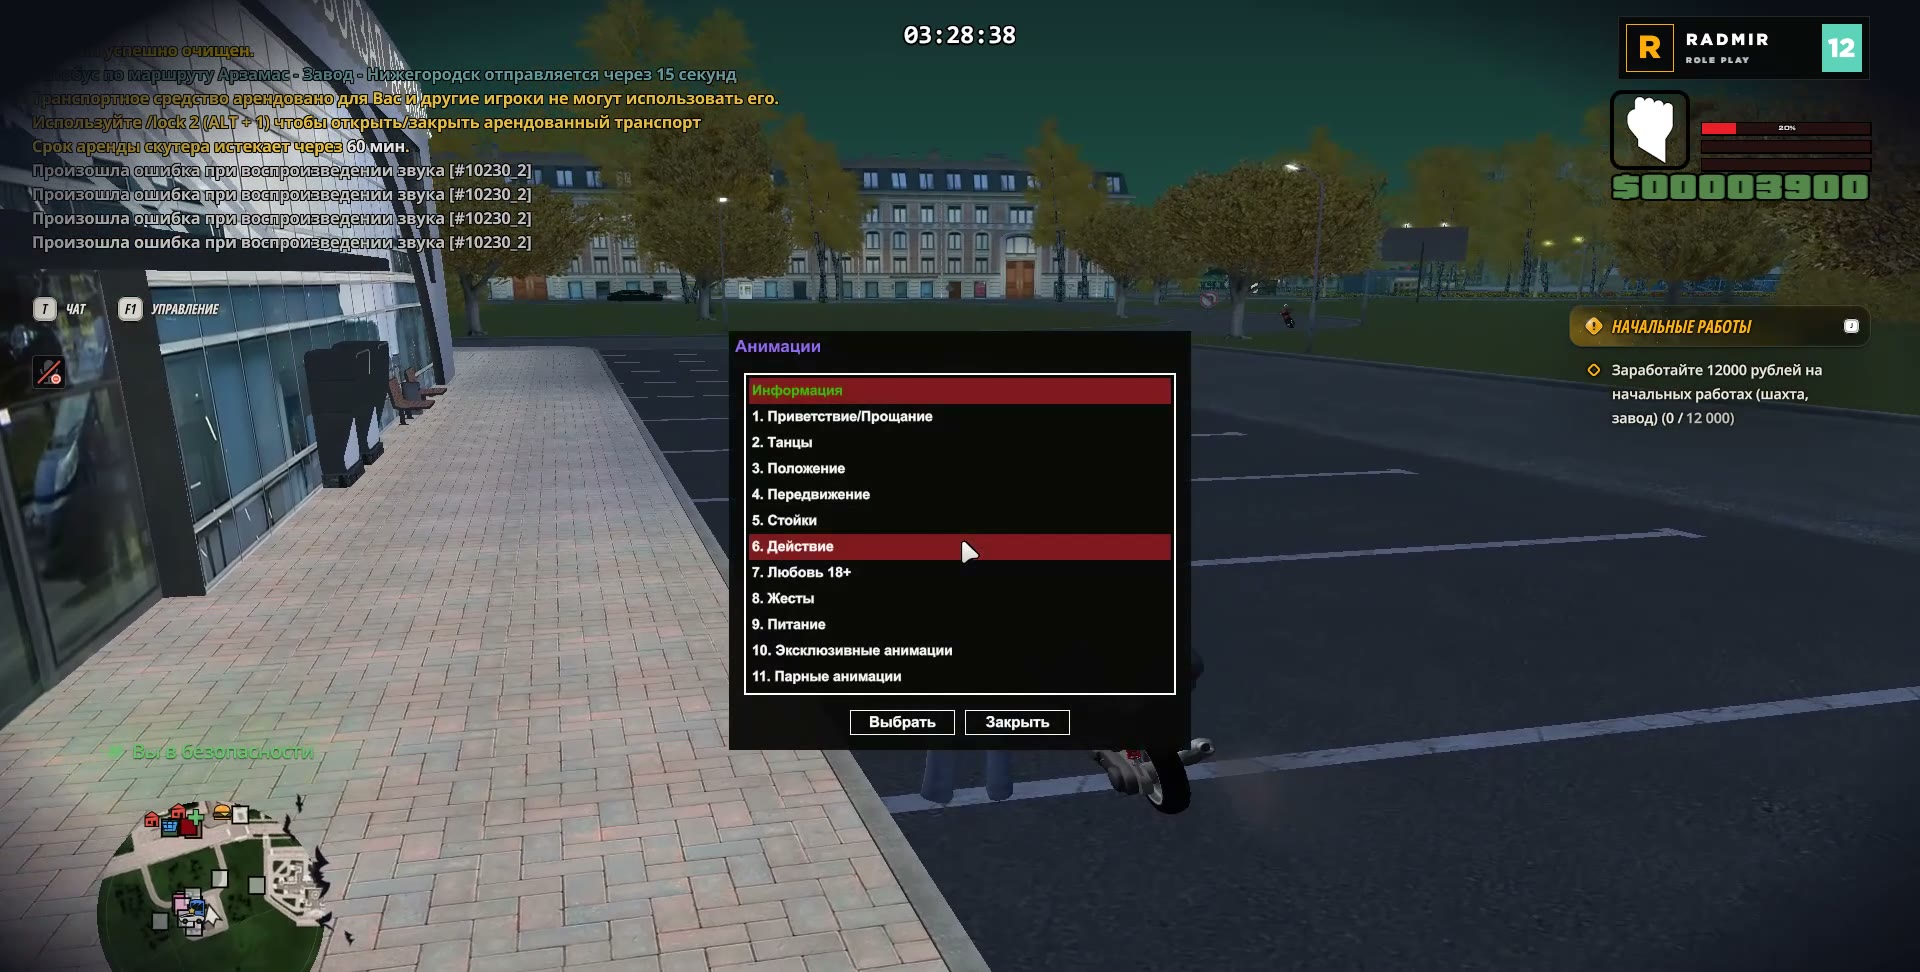 03:28:38
RADMIR
ROLE PLAY
12
R
успешно очищен.
по маршруту Арзамас - Завод - Нижегородск отправляется через 15 секунд
Транспортное средство арендовано для Вас и другие игроки не могут использовать его.
Используйте /lock 2 (ALT + 1) чтобы открыть/закрыть арендованный транспорт
Срок аренды скутера истекает через 60 мин.
Произошла ошибка при воспроизведении звука [#10230_2]
Произошла ошибка при воспроизведении звука [#10230_2]
Произошла ошибка при воспроизведении звука [#10230_2]
Произошла ошибка при воспроизведении звука [#10230_2]
20%
$00003900
T ЧАТ F1 УПРАВЛЕНИЕ
НАЧАЛЬНЫЕ РАБОТЫ J
Заработайте 12000 рублей на
начальных работах (шахта,
завод) (0 / 12 000)
Анимации
Информация
1. Приветствие/Прощание
2. Танцы
3. Положение
4. Передвижение
5. Стойки
6. Действие
7. Любовь 18+
8. Жесты
9. Питание
10. Эксклюзивные анимации
11. Парные анимации
Выбрать Закрыть
Вы в безопасности